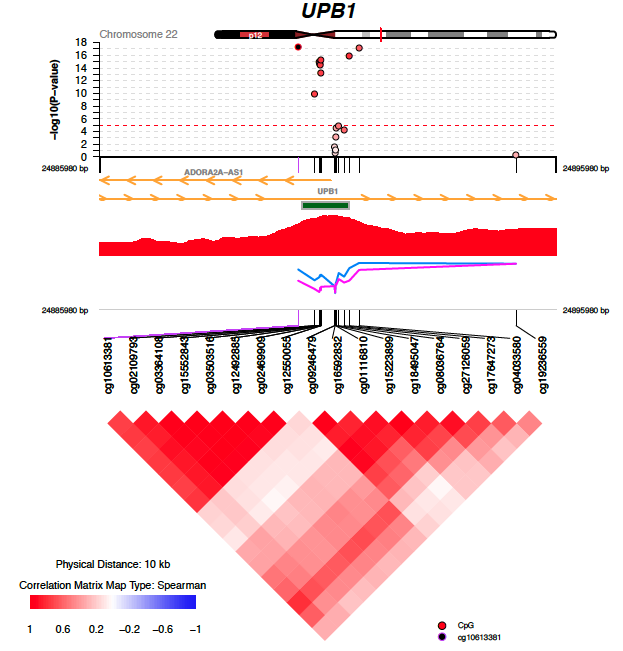 UPB1
Chromosome 22
p12
18
16
14
12
10
8
6
4
2
0
−log10(P-value)
24885980 bp
24895980 bp
ADORA2A-AS1
UPB1
24885980 bp
24895980 bp
cg10613381
cg02109793
cg03364108
cg15552843
cg03503516
cg12492885
cg02469909
cg12550055
cg09246479
cg16592832
cg01116810
cg15223899
cg18495047
cg08086764
cg27126059
cg17647273
cg04033580
cg19236559
Physical Distance: 10 kb
Correlation Matrix Map Type: Spearman
1 0.6 0.2 −0.2 −0.6 −1
CpG
cg10613381